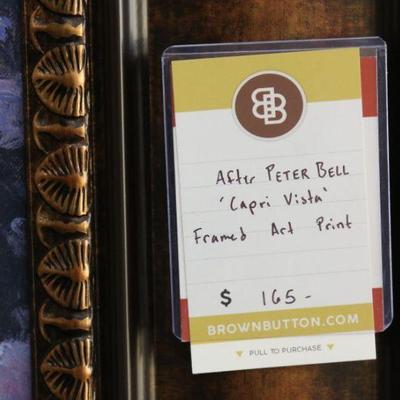 BB
After PETER BELL
'Capri Vista'
Framed Art Print
$ 165-
BROWNBUTTON.COM
▼ PULL TO PURCHASE ▼